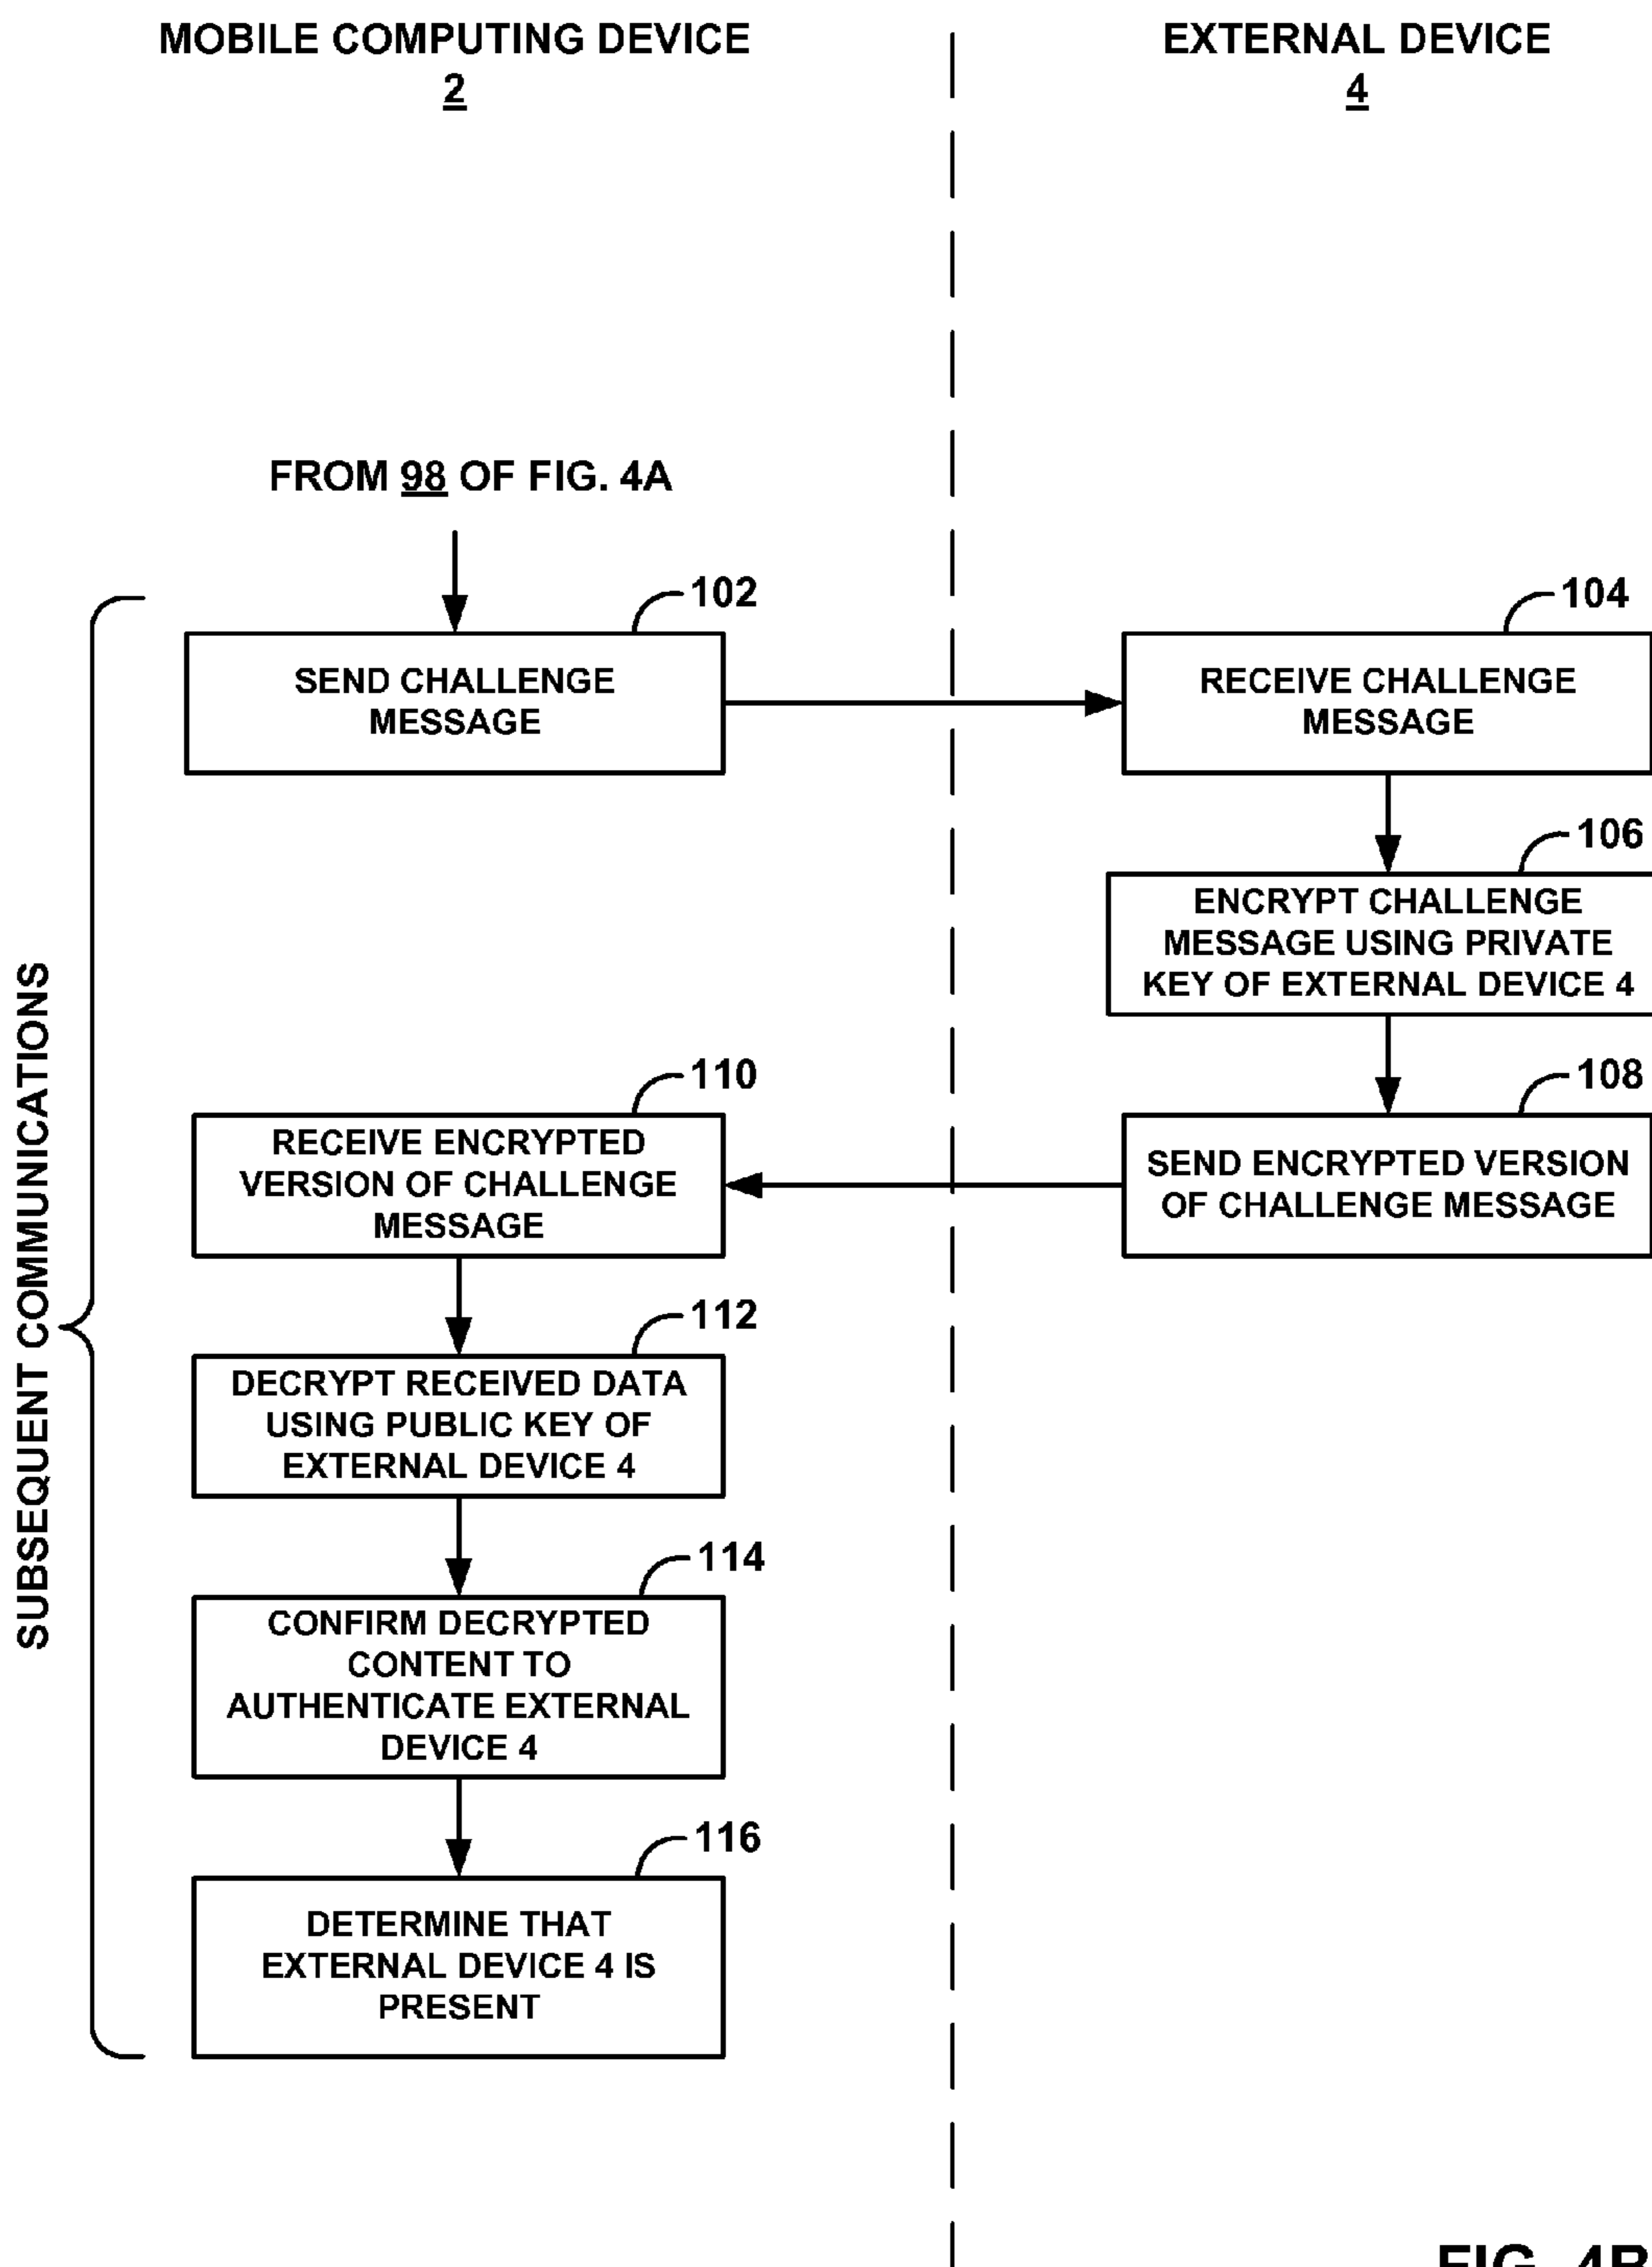 MOBILE COMPUTING DEVICE
2
EXTERNAL DEVICE
4
FROM 98 OF FIG. 4A
SUBSEQUENT COMMUNICATIONS
102
SEND CHALLENGE
MESSAGE
104
RECEIVE CHALLENGE
MESSAGE
106
ENCRYPT CHALLENGE
MESSAGE USING PRIVATE
KEY OF EXTERNAL DEVICE 4
108
SEND ENCRYPTED VERSION
OF CHALLENGE MESSAGE
110
RECEIVE ENCRYPTED
VERSION OF CHALLENGE
MESSAGE
112
DECRYPT RECEIVED DATA
USING PUBLIC KEY OF
EXTERNAL DEVICE 4
114
CONFIRM DECRYPTED
CONTENT TO
AUTHENTICATE EXTERNAL
DEVICE 4
116
DETERMINE THAT
EXTERNAL DEVICE 4 IS
PRESENT
FIG. 4B